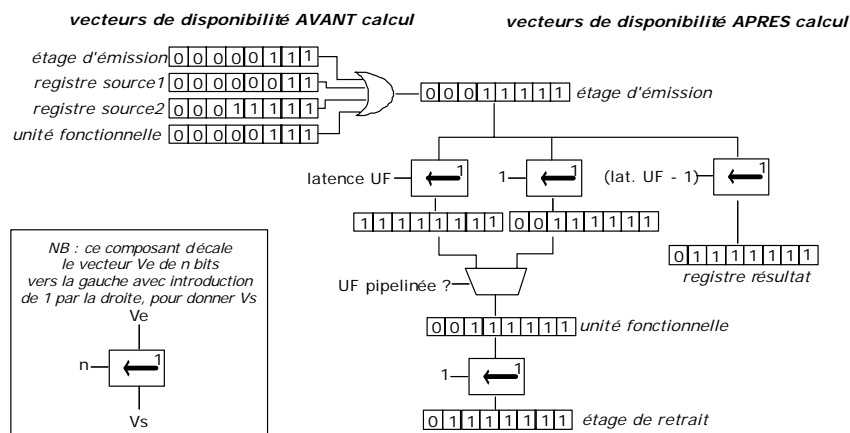 vecteurs de disponibilité AVANT calcul
vecteurs de disponibilité APRES calcul
étage d'émission 0 0 0 0 0 1 1 1
registre source1 0 0 0 0 0 0 1 1
registre source2 0 0 0 1 1 1 1 1
unité fonctionnelle 0 0 0 0 0 1 1 1
0 0 0 1 1 1 1 1 étage d'émission
latence UF 1
1 1
(lat. UF - 1) 1
1 1 1 1 1 1 1 1
0 0 1 1 1 1 1 1
0 1 1 1 1 1 1 1
registre résultat
UF pipelinée ?
0 0 1 1 1 1 1 1 unité fonctionnelle
1 1
0 1 1 1 1 1 1 1 étage de retrait
NB : ce composant décale
le vecteur Ve de n bits
vers la gauche avec introduction
de 1 par la droite, pour donner Vs
Ve
n 1
Vs